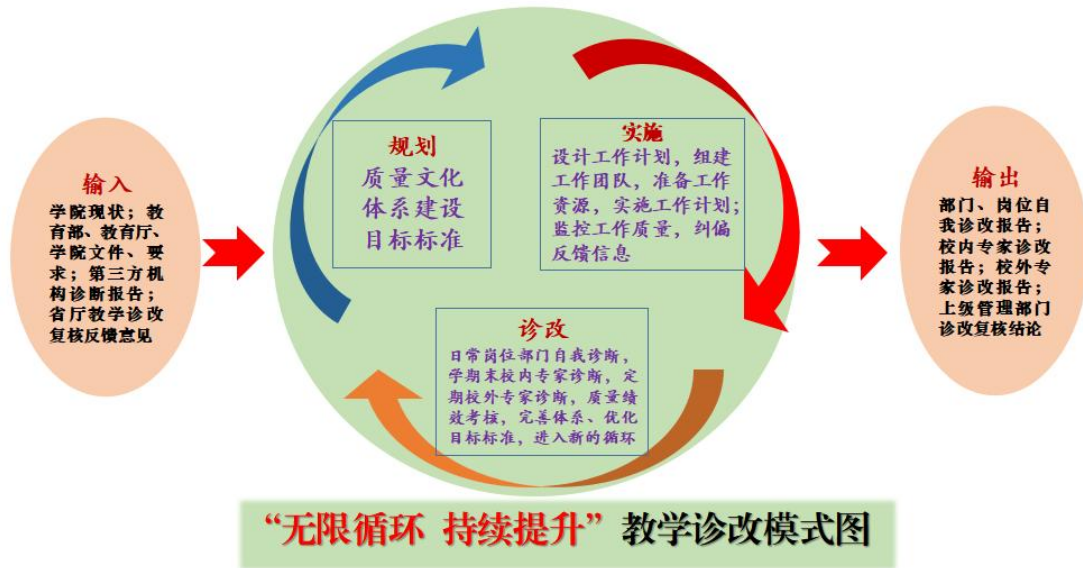 输入
学院现状；教
育部、教育厅、
学院文件、要
求；第三方机
构诊断报告；
省厅教学诊改
复核反馈意见
规划
质量文化
体系建设
目标标准
实施
设计工作计划，组建
工作团队，准备工作
资源，实施工作计划；
监控工作质量，纠偏
反馈信息
诊改
日常岗位部门自我诊断，
学期末校内专家诊断，定
期校外专家诊断，质量绩
效考核，完善体系、优化
目标标准，进入新的循环
输出
部门、岗位自
我诊改报告；
校内专家诊改
报告；校外专
家诊改报告；
上级管理部门
诊改复核结论
“无限循环 持续提升”教学诊改模式图